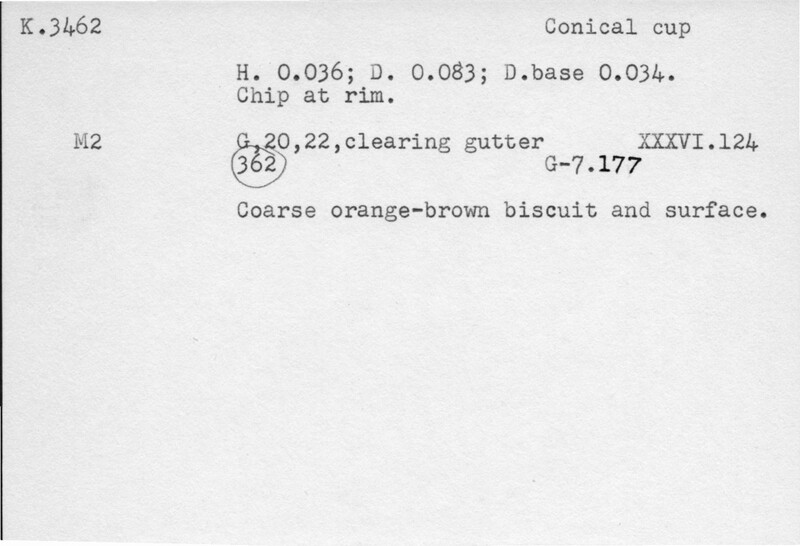 K.3462 Conical cup
H. 0.036; D. 0.083; D.base 0.034.
Chip at rim.
M2 G,20,22,clearing gutter XXXVI.124
362 G-7.177
Coarse orange-brown biscuit and surface.